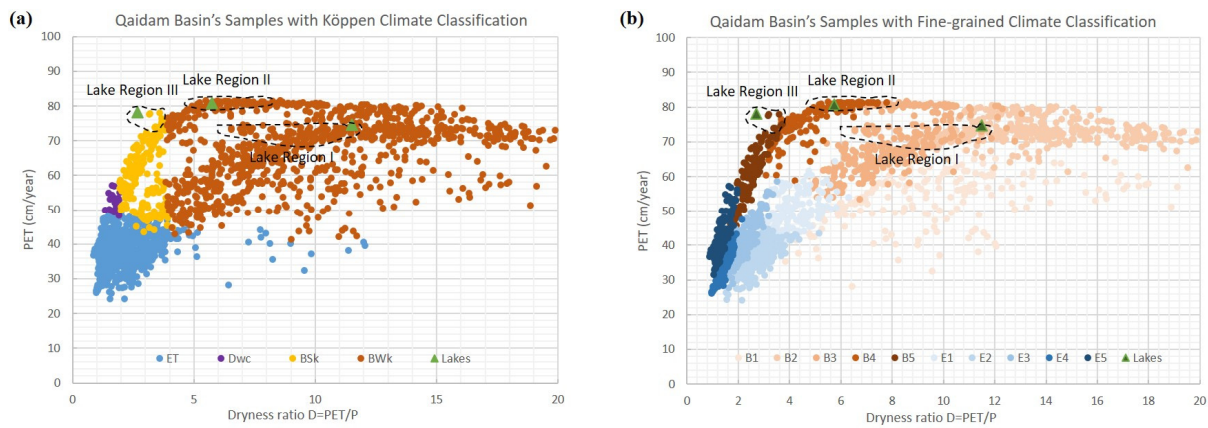 (a)
Qaidam Basin's Samples with Köppen Climate Classification
100
90
80
70
60
50
40
30
20
10
0
PET (cm/year)
Lake Region III
Lake Region II
Lake Region I
ET
Dwc
BSk
BWk
Lakes
0
5
10
15
20
Dryness ratio D=PET/P
(b)
Qaidam Basin's Samples with Fine-grained Climate Classification
100
90
80
70
60
50
40
30
20
10
0
PET (cm/year)
Lake Region III
Lake Region II
Lake Region I
B1
B2
B3
B4
B5
E1
E2
E3
E4
E5
Lakes
0
2
4
6
8
10
12
14
16
18
20
Dryness ratio D=PET/P